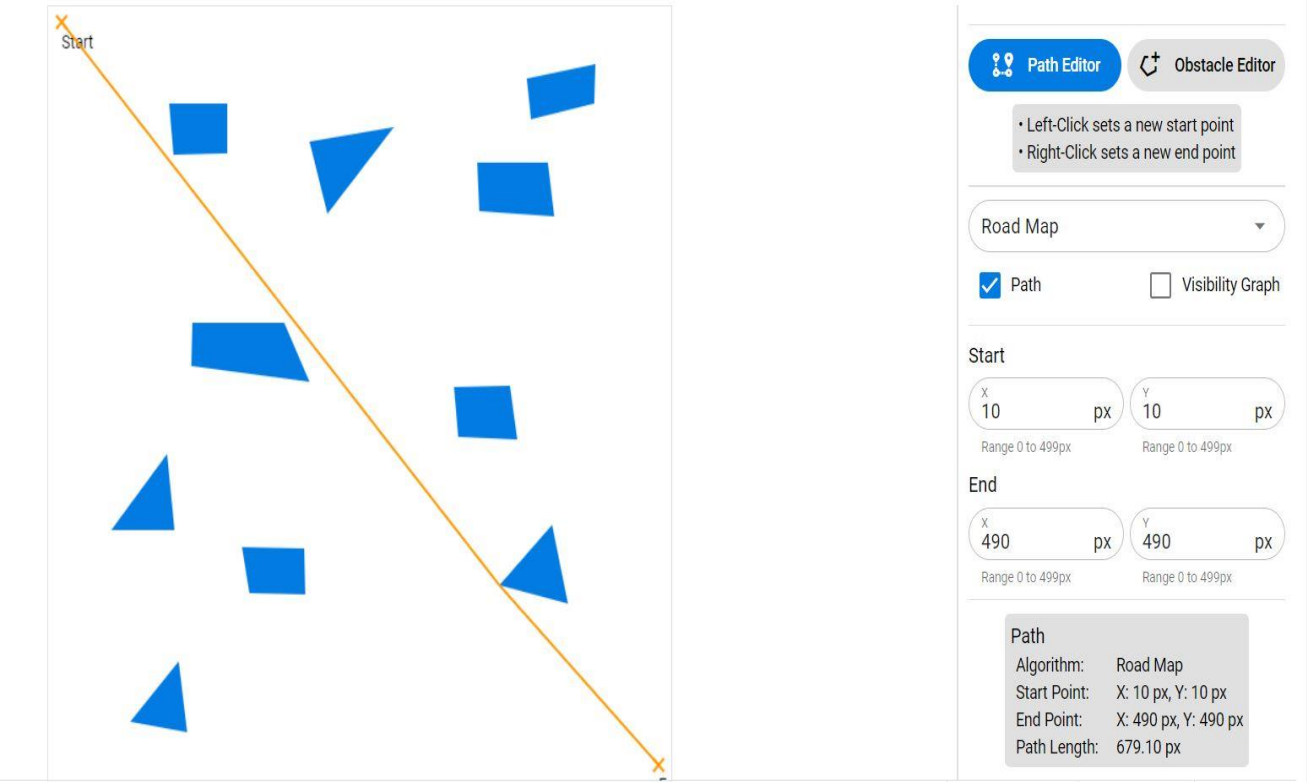 Start
Path Editor
Obstacle Editor
• Left-Click sets a new start point
• Right-Click sets a new end point
Road Map
Path
Visibility Graph
Start
X
10 px
Y
10 px
Range 0 to 499px
Range 0 to 499px
End
X
490 px
Y
490 px
Range 0 to 499px
Range 0 to 499px
Path
Algorithm: Road Map
Start Point: X: 10 px, Y: 10 px
End Point: X: 490 px, Y: 490 px
Path Length: 679.10 px